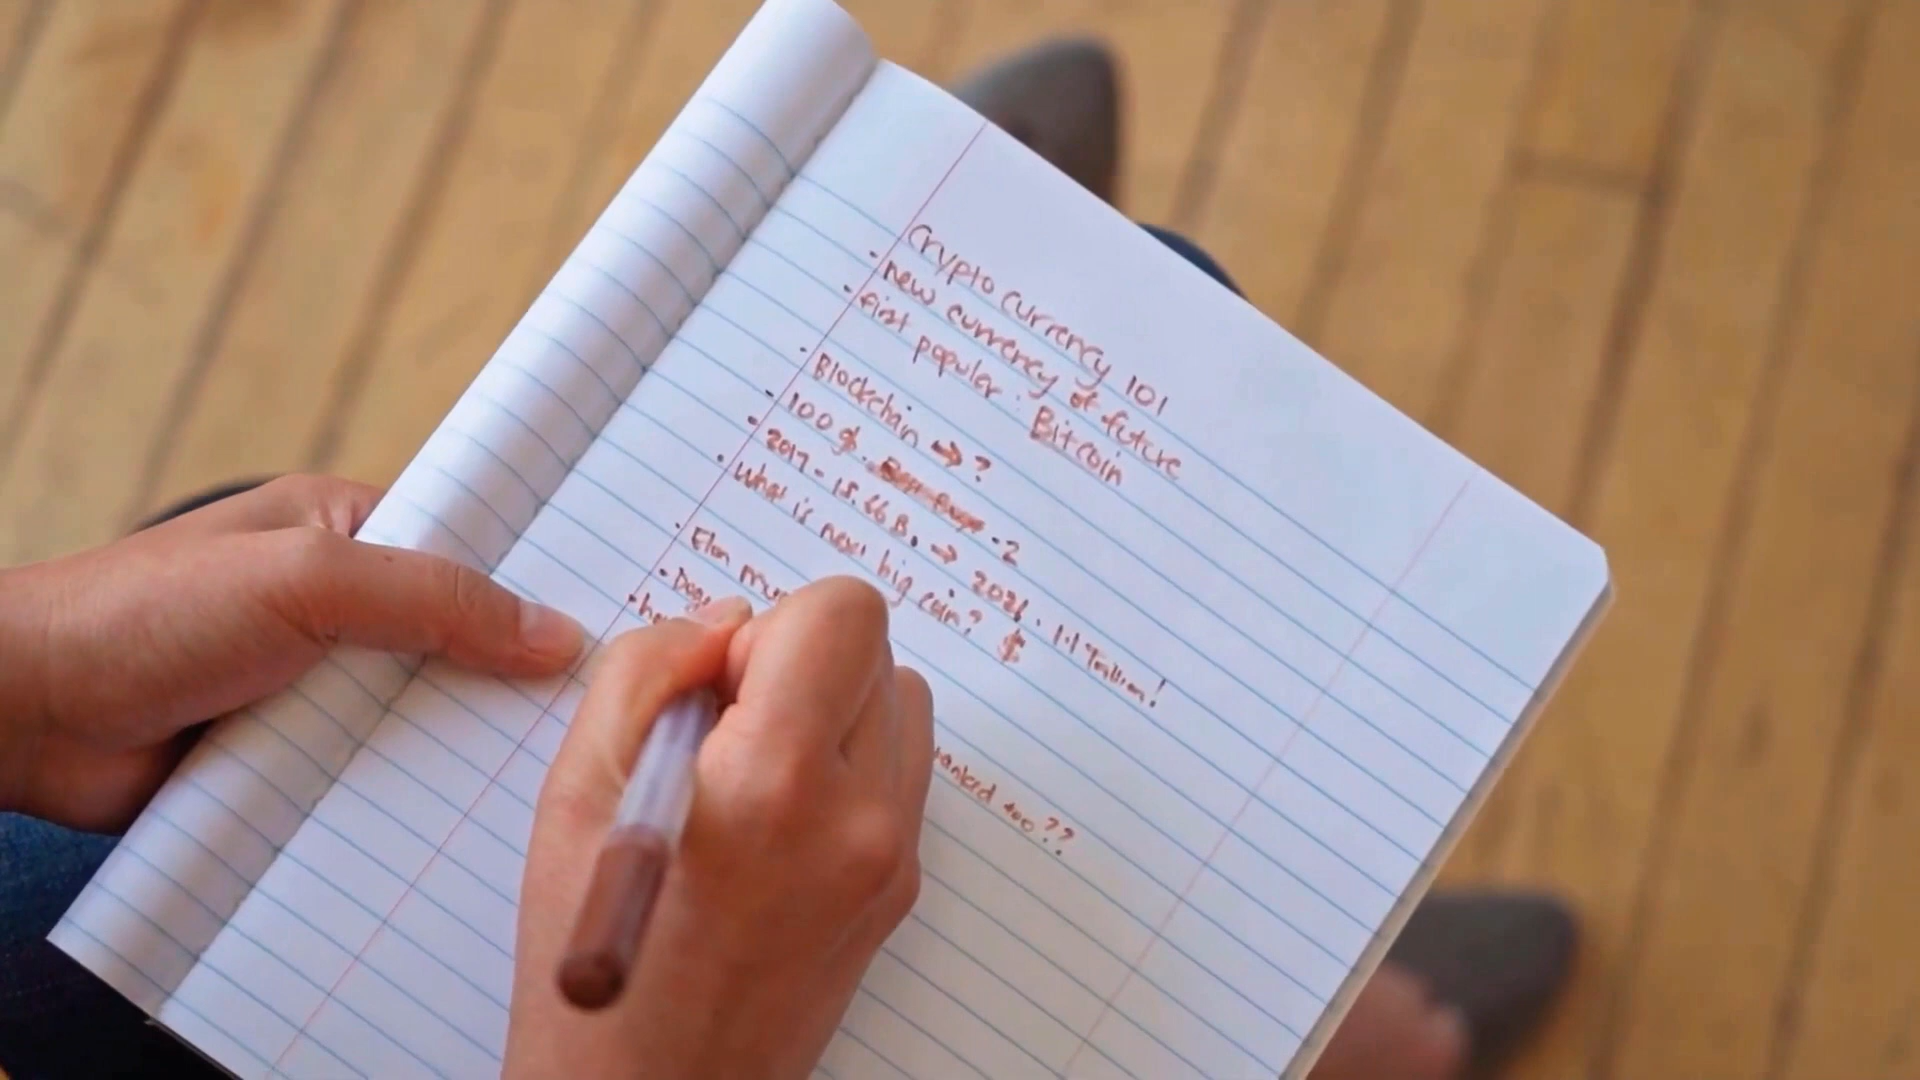 Crypto currency 101
- new currency of future
- first popular : Bitcoin
- Blockchain → ?
- 100 $ . - 2
- 2017 - 15.66 B. → 2021 . 1.1 Trillion!
- What is next big coin? $
- Elon
- Doge
too??